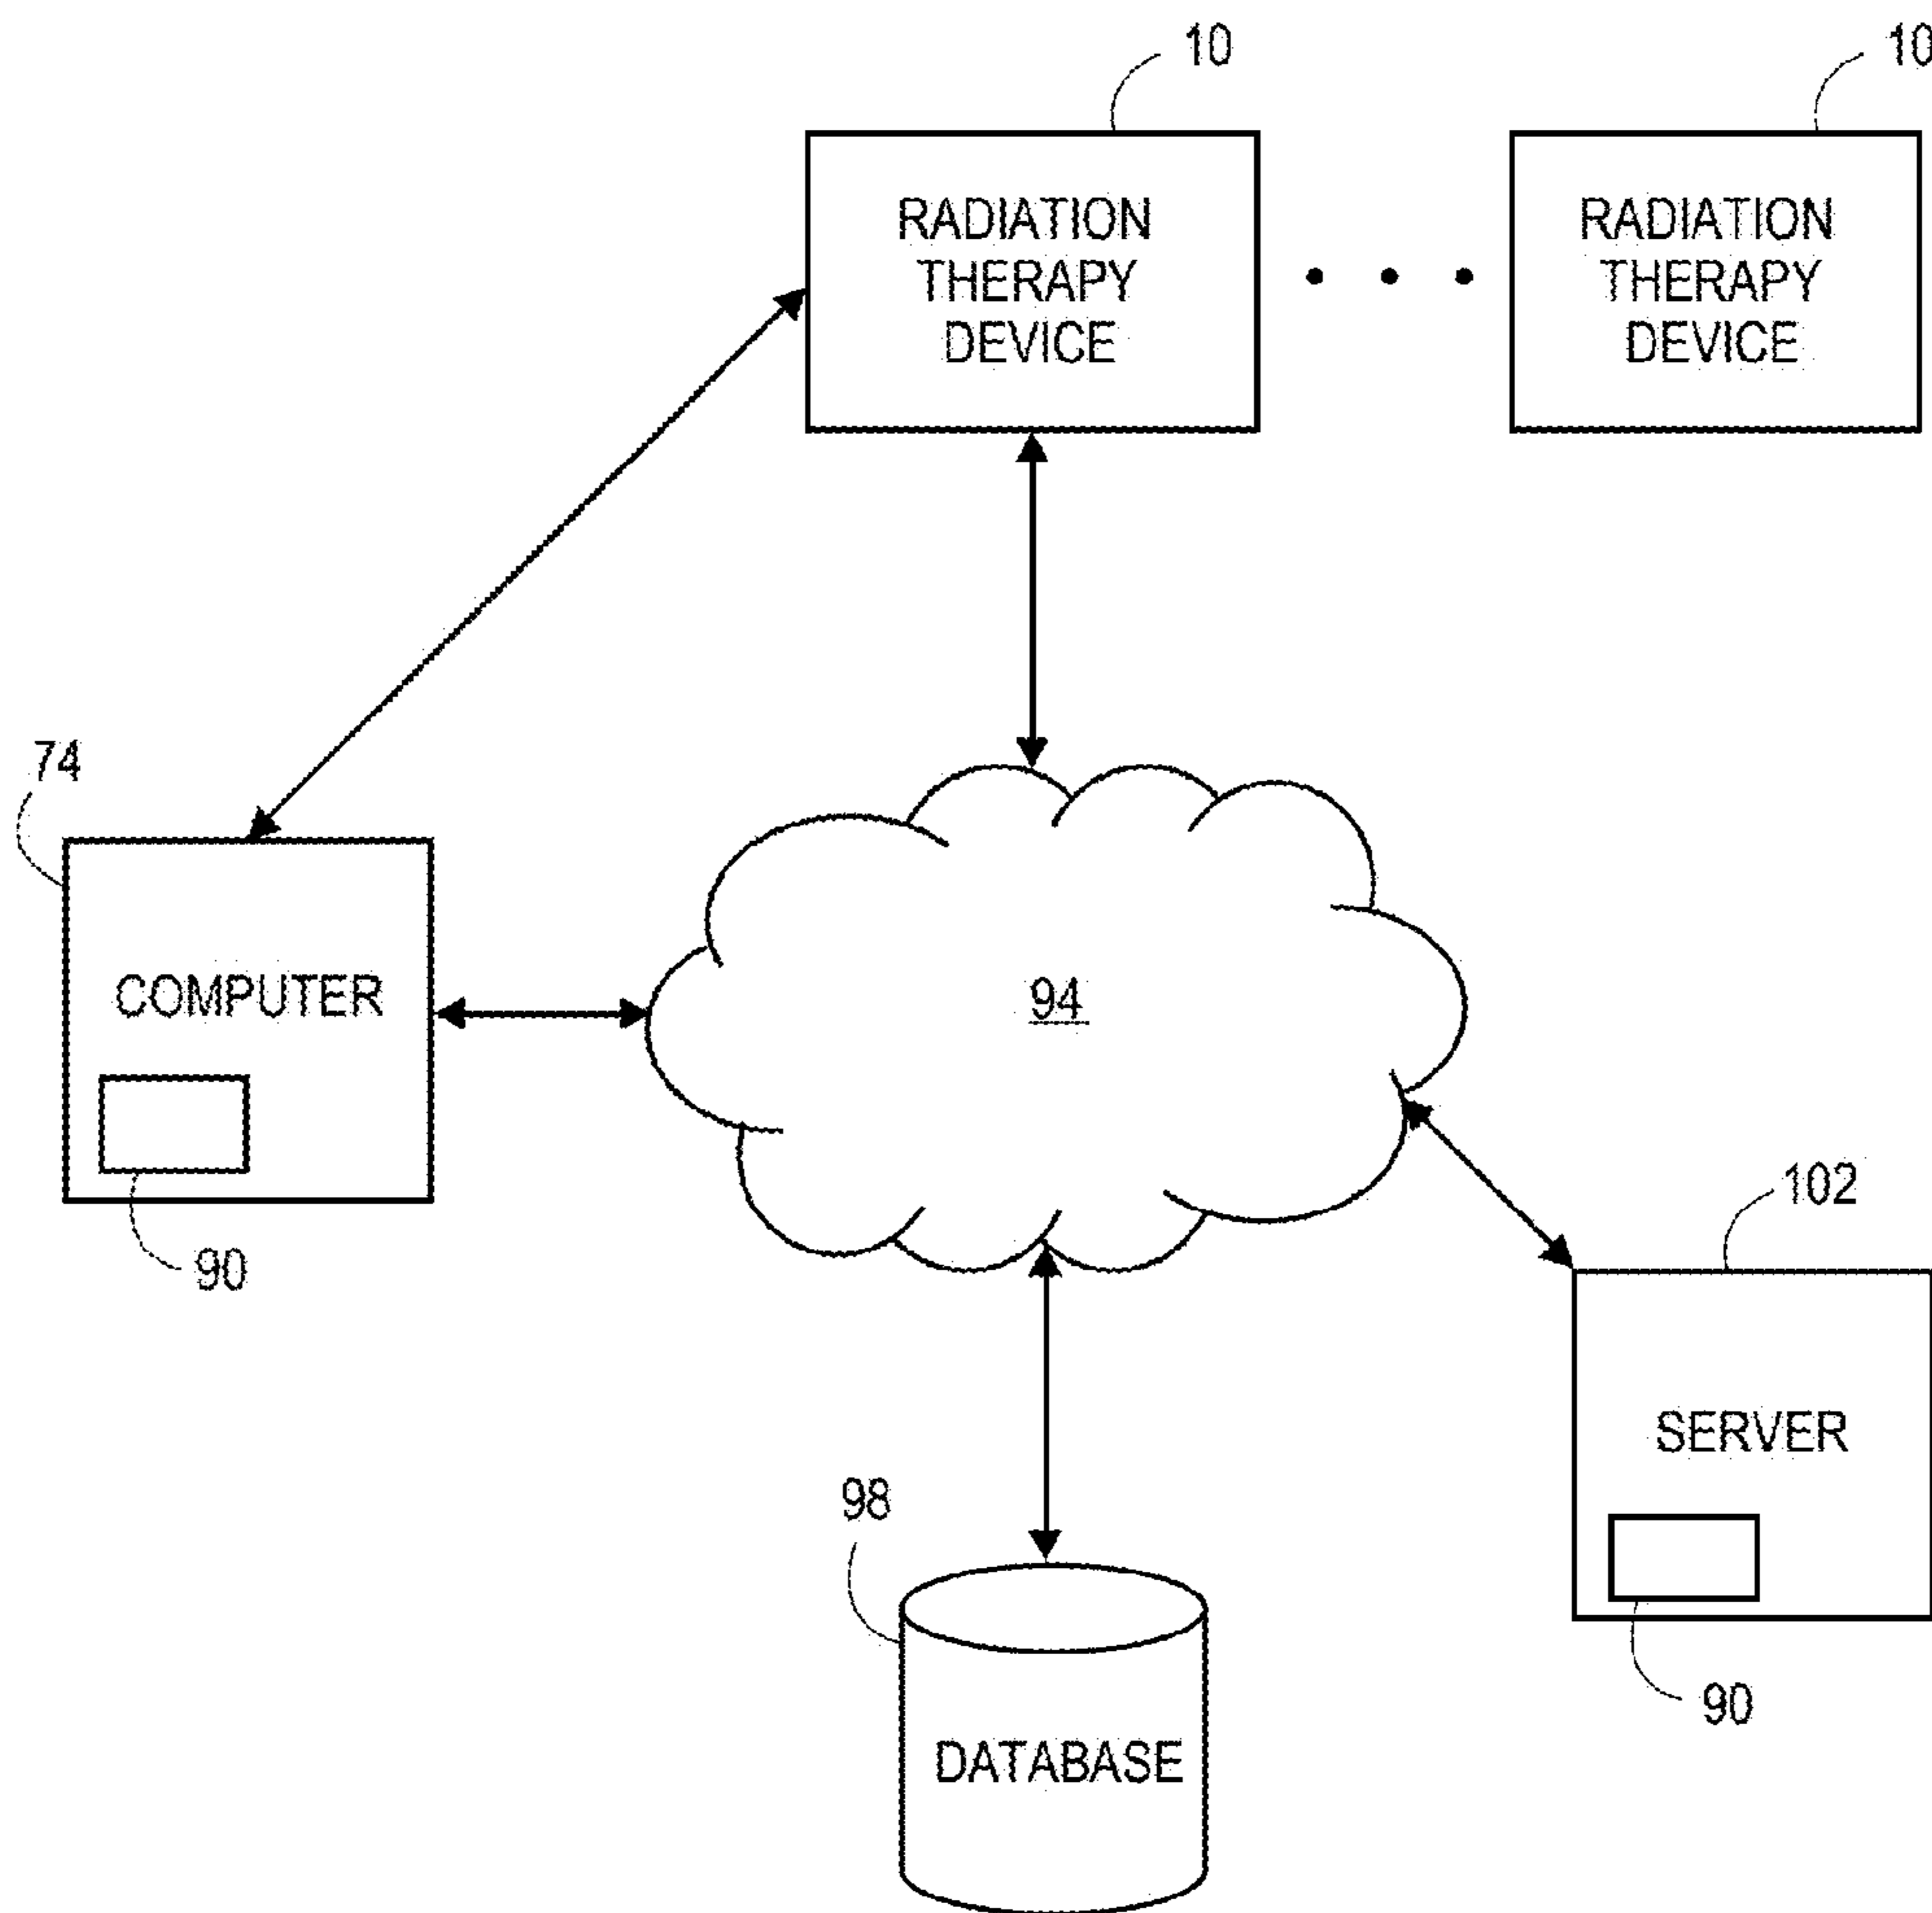 10
10
RADIATION
THERAPY
DEVICE
RADIATION
THERAPY
DEVICE
74
COMPUTER
94
90
102
SERVER
98
90
DATABASE